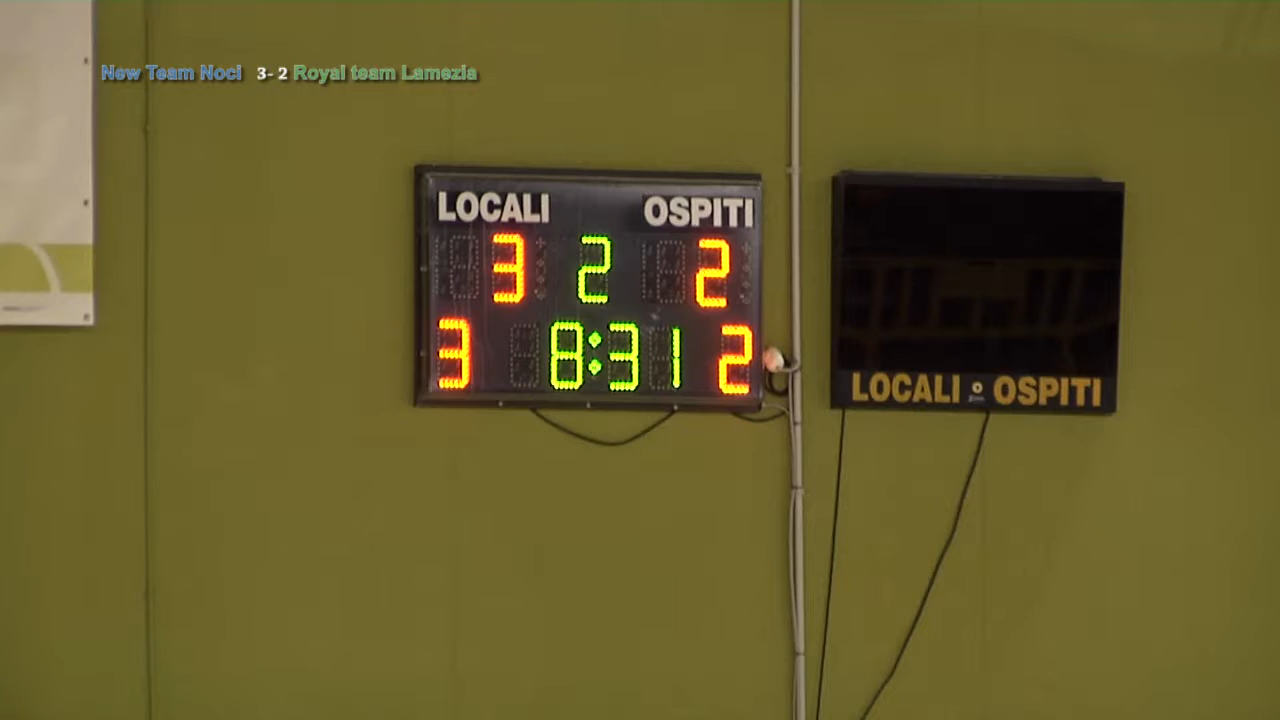 New Team Noci 3- 2 Royal team Lamezia
LOCALI OSPITI
3 2 2
3 8:31 2
LOCALI OSPITI